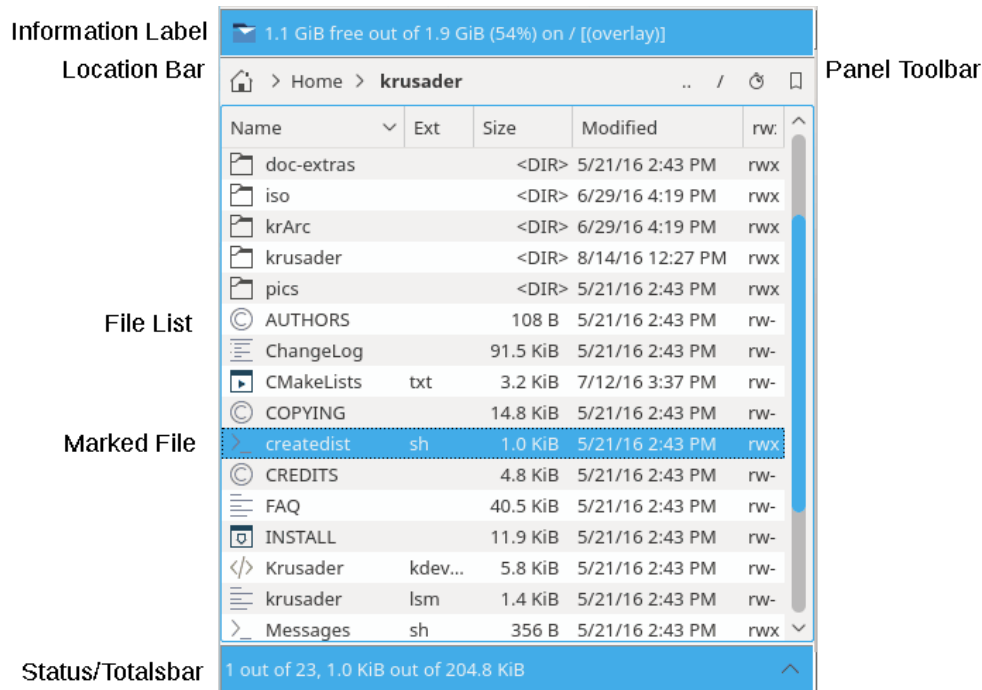 Information Label 1.1 GiB free out of 1.9 GiB (54%) on / [(overlay)]
Location Bar > Home > krusader .. / Panel Toolbar
Name Ext Size Modified rw:
doc-extras <DIR> 5/21/16 2:43 PM rwx
iso <DIR> 6/29/16 4:19 PM rwx
krArc <DIR> 6/29/16 4:19 PM rwx
krusader <DIR> 8/14/16 12:27 PM rwx
pics <DIR> 5/21/16 2:43 PM rwx
File List AUTHORS 108 B 5/21/16 2:43 PM rw-
ChangeLog 91.5 KiB 5/21/16 2:43 PM rw-
CMakeLists txt 3.2 KiB 7/12/16 3:37 PM rw-
COPYING 14.8 KiB 5/21/16 2:43 PM rw-
Marked File createdist sh 1.0 KiB 5/21/16 2:43 PM rwx
CREDITS 4.8 KiB 5/21/16 2:43 PM rw-
FAQ 40.5 KiB 5/21/16 2:43 PM rw-
INSTALL 11.9 KiB 5/21/16 2:43 PM rw-
Krusader kdev... 5.8 KiB 5/21/16 2:43 PM rw-
krusader lsm 1.4 KiB 5/21/16 2:43 PM rw-
Messages sh 356 B 5/21/16 2:43 PM rwx
Status/Totalsbar 1 out of 23, 1.0 KiB out of 204.8 KiB